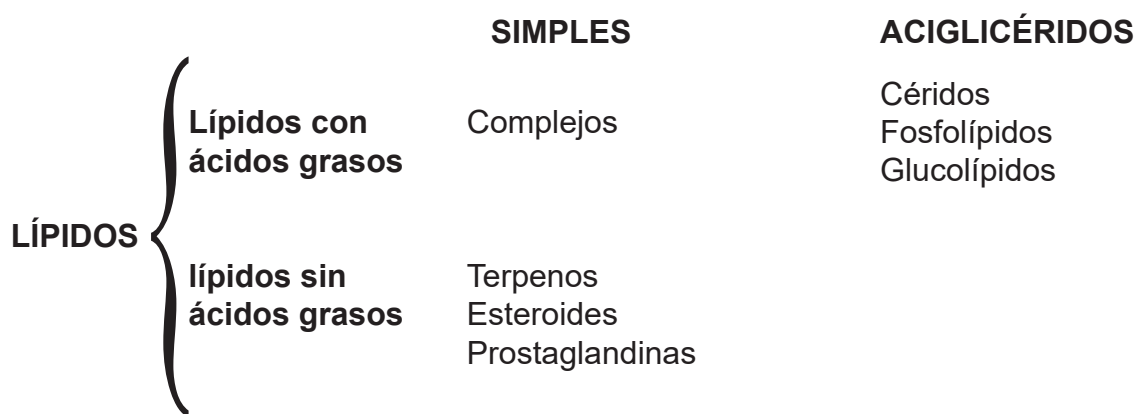 SIMPLES
ACIGLICÉRIDOS
Lípidos con
ácidos grasos
Complejos
Céridos
Fosfolípidos
Glucolípidos
LÍPIDOS
lípidos sin
ácidos grasos
Terpenos
Esteroides
Prostaglandinas